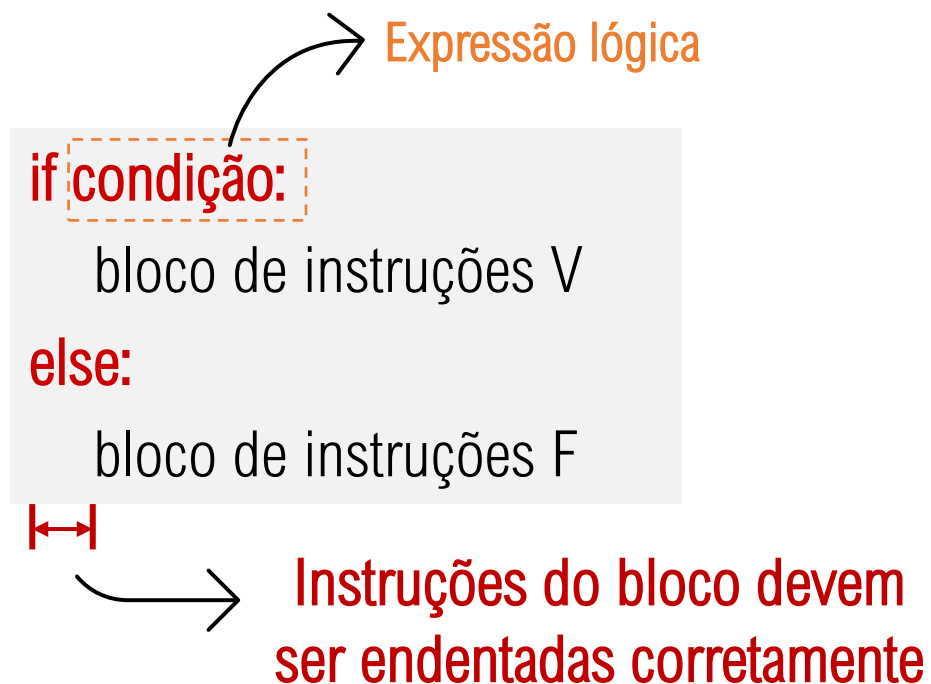 Expressão lógica
if condição:
bloco de instruções V
else:
bloco de instruções F
Instruções do bloco devem
ser endentadas corretamente